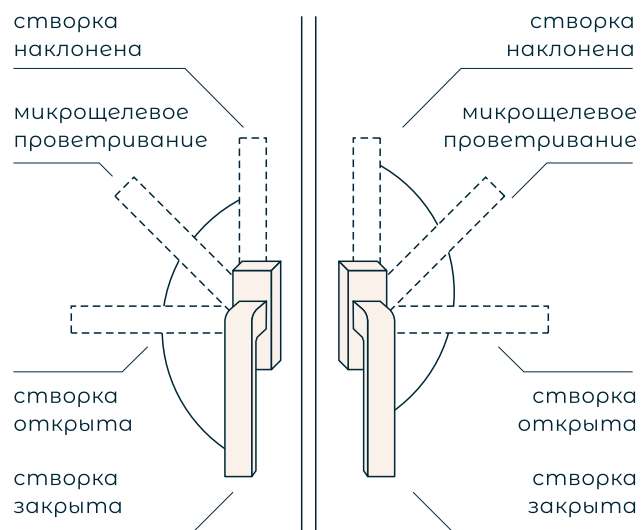 створка
наклонена
микрощелевое
проветривание
створка
открыта
створка
закрыта
створка
наклонена
микрощелевое
проветривание
створка
открыта
створка
закрыта